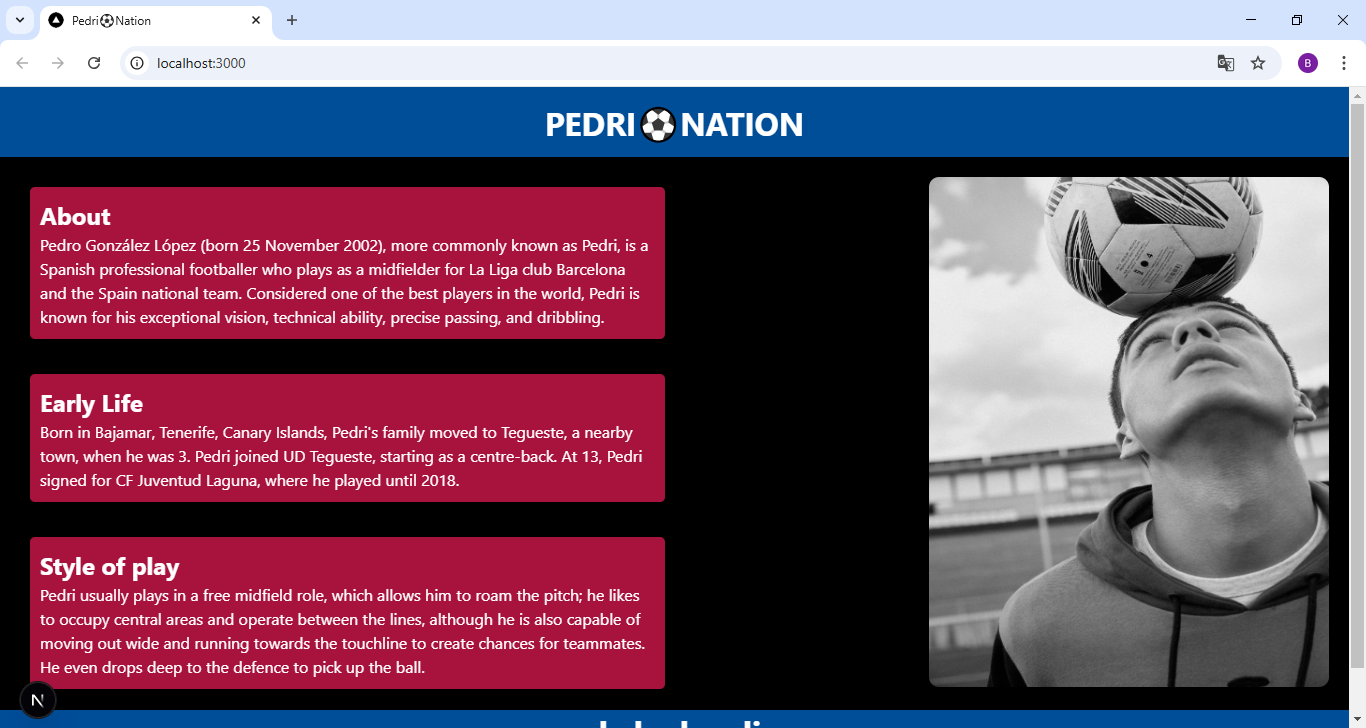 Pedri⚽Nation
localhost:3000
B
PEDRI⚽NATION
About
Pedro González López (born 25 November 2002), more commonly known as Pedri, is a
Spanish professional footballer who plays as a midfielder for La Liga club Barcelona
and the Spain national team. Considered one of the best players in the world, Pedri is
known for his exceptional vision, technical ability, precise passing, and dribbling.
Early Life
Born in Bajamar, Tenerife, Canary Islands, Pedri's family moved to Tegueste, a nearby
town, when he was 3. Pedri joined UD Tegueste, starting as a centre-back. At 13, Pedri
signed for CF Juventud Laguna, where he played until 2018.
Style of play
Pedri usually plays in a free midfield role, which allows him to roam the pitch; he likes
to occupy central areas and operate between the lines, although he is also capable of
moving out wide and running towards the touchline to create chances for teammates.
He even drops deep to the defence to pick up the ball.
N